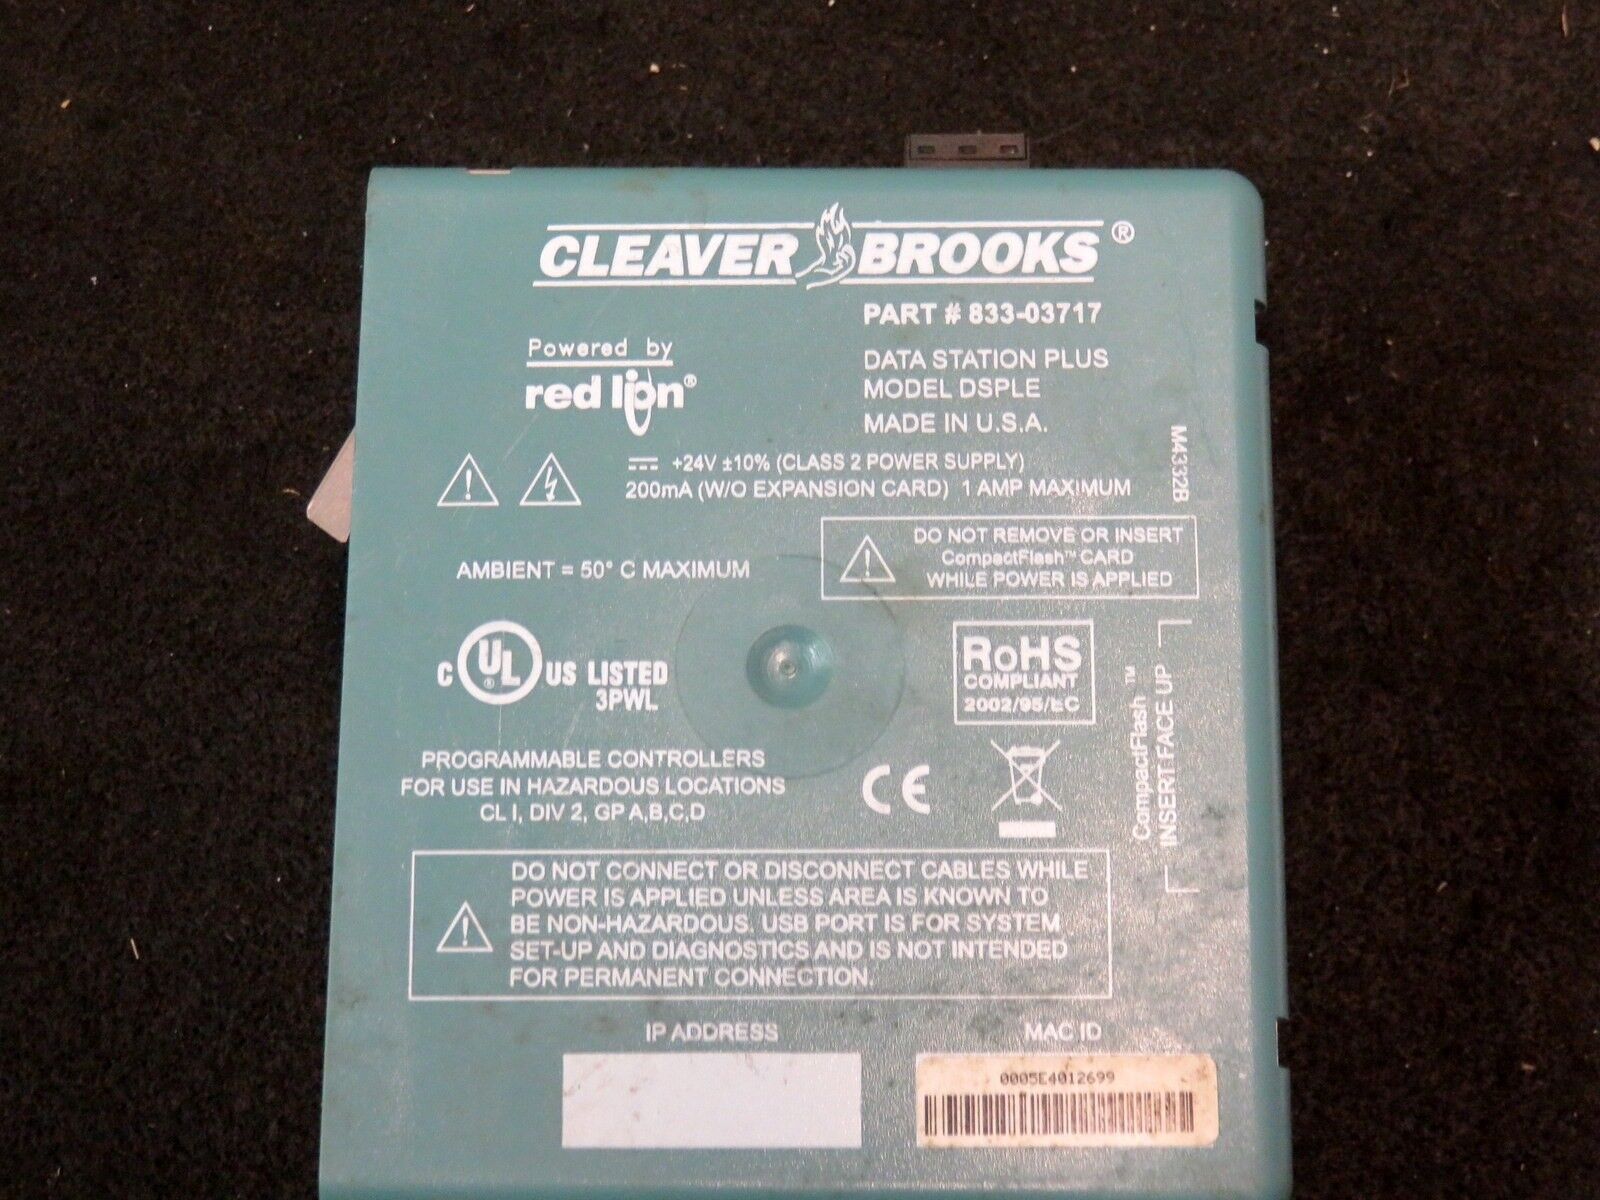 CLEAVER BROOKS®
PART # 833-03717
Powered by
red lion®
DATA STATION PLUS
MODEL DSPLE
MADE IN U.S.A.
+24V ±10% (CLASS 2 POWER SUPPLY)
200mA (W/O EXPANSION CARD) 1 AMP MAXIMUM
M4332B
DO NOT REMOVE OR INSERT
CompactFlash™ CARD
WHILE POWER IS APPLIED
AMBIENT = 50° C MAXIMUM
C UL® US LISTED
3PWL
RoHS
COMPLIANT
2002/95/EC
CompactFlash ™
INSERT FACE UP
PROGRAMMABLE CONTROLLERS
FOR USE IN HAZARDOUS LOCATIONS
CL I, DIV 2, GP A,B,C,D
CE
DO NOT CONNECT OR DISCONNECT CABLES WHILE
POWER IS APPLIED UNLESS AREA IS KNOWN TO
BE NON-HAZARDOUS. USB PORT IS FOR SYSTEM
SET-UP AND DIAGNOSTICS AND IS NOT INTENDED
FOR PERMANENT CONNECTION.
IP ADDRESS
MAC ID
0005E4012699